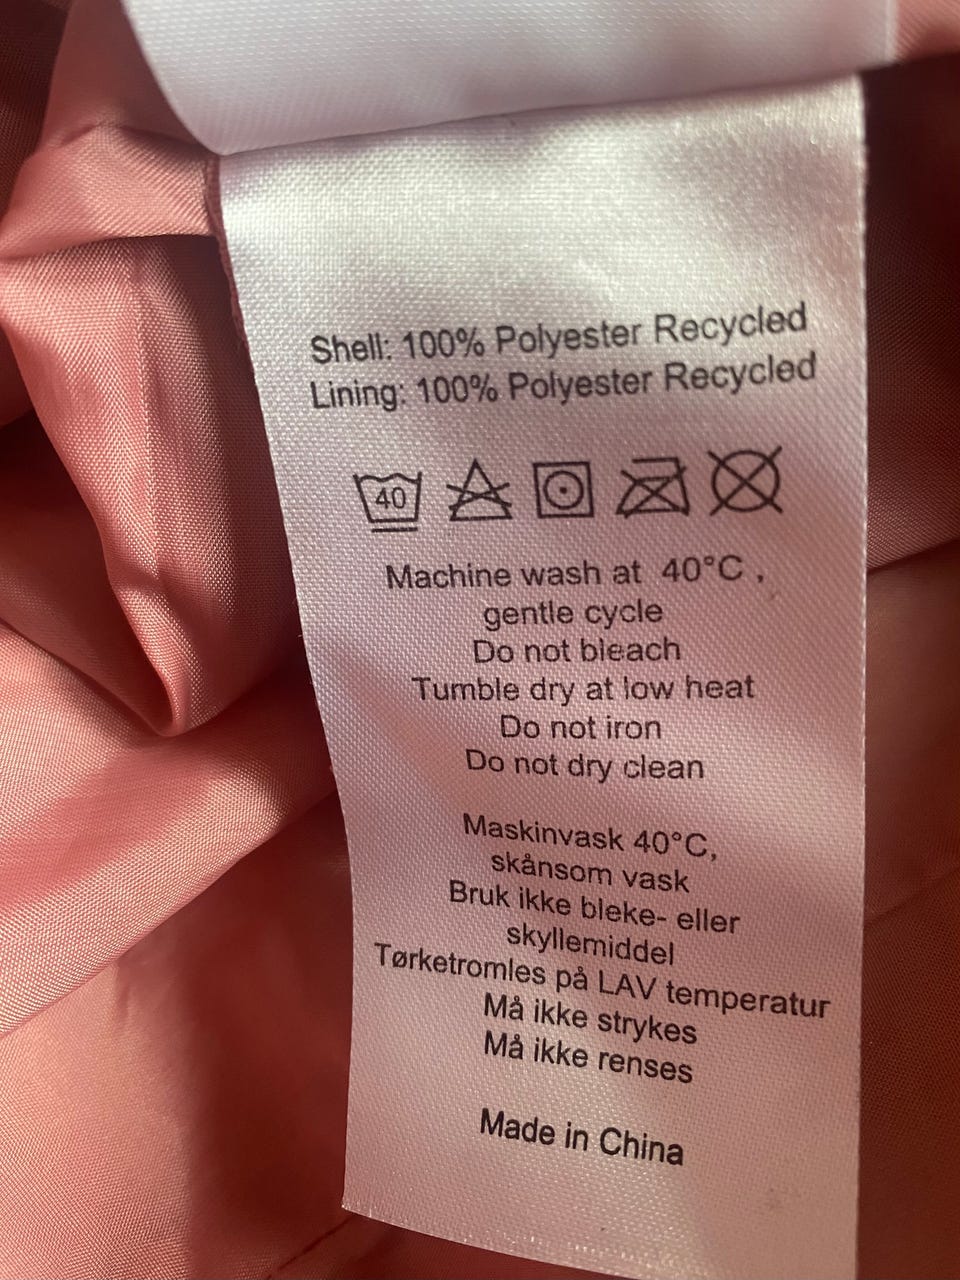 Shell: 100% Polyester Recycled
Lining: 100% Polyester Recycled
40
Machine wash at 40°C ,
gentle cycle
Do not bleach
Tumble dry at low heat
Do not iron
Do not dry clean
Maskinvask 40°C,
skånsom vask
Bruk ikke bleke- eller
skyllemiddel
Tørketromles på LAV temperatur
Må ikke strykes
Må ikke renses
Made in China